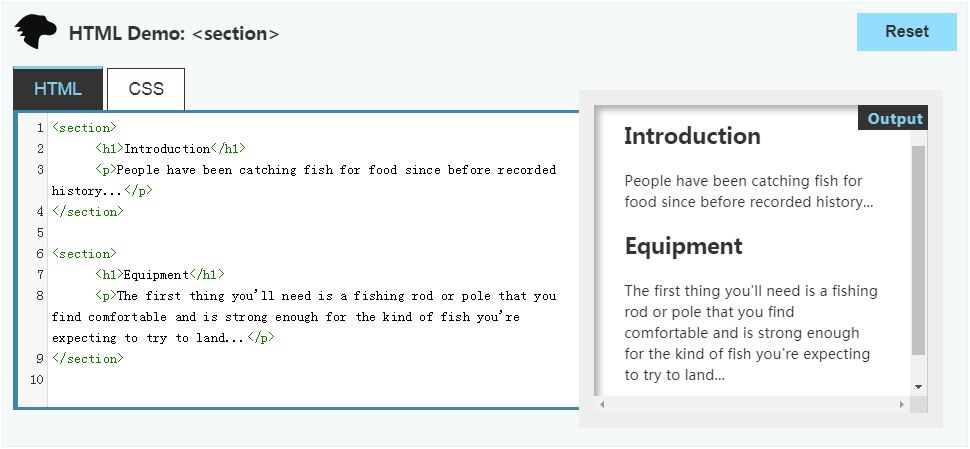 HTML Demo: <section>
Reset
HTML
CSS
1 <section>
2 <h1>Introduction</h1>
3 <p>People have been catching fish for food since before recorded
history...</p>
4 </section>
5
6 <section>
7 <h1>Equipment</h1>
8 <p>The first thing you'll need is a fishing rod or pole that you
find comfortable and is strong enough for the kind of fish you're
expecting to try to land...</p>
9 </section>
10
Output
Introduction
People have been catching fish for
food since before recorded history...
Equipment
The first thing you'll need is a fishing
rod or pole that you find
comfortable and is strong enough
for the kind of fish you're expecting
to try to land...